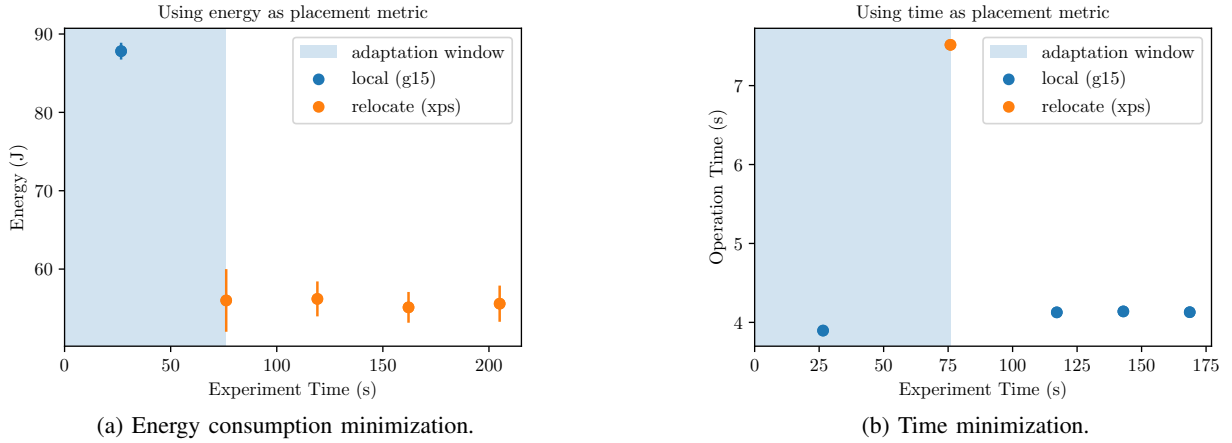 Using energy as placement metric
90
80
70
60
Energy (J)
adaptation window
local (g15)
relocate (xps)
0 50 100 150 200
Experiment Time (s)
(a) Energy consumption minimization.
Using time as placement metric
7
6
5
4
Operation Time (s)
adaptation window
local (g15)
relocate (xps)
0 25 50 75 100 125 150 175
Experiment Time (s)
(b) Time minimization.